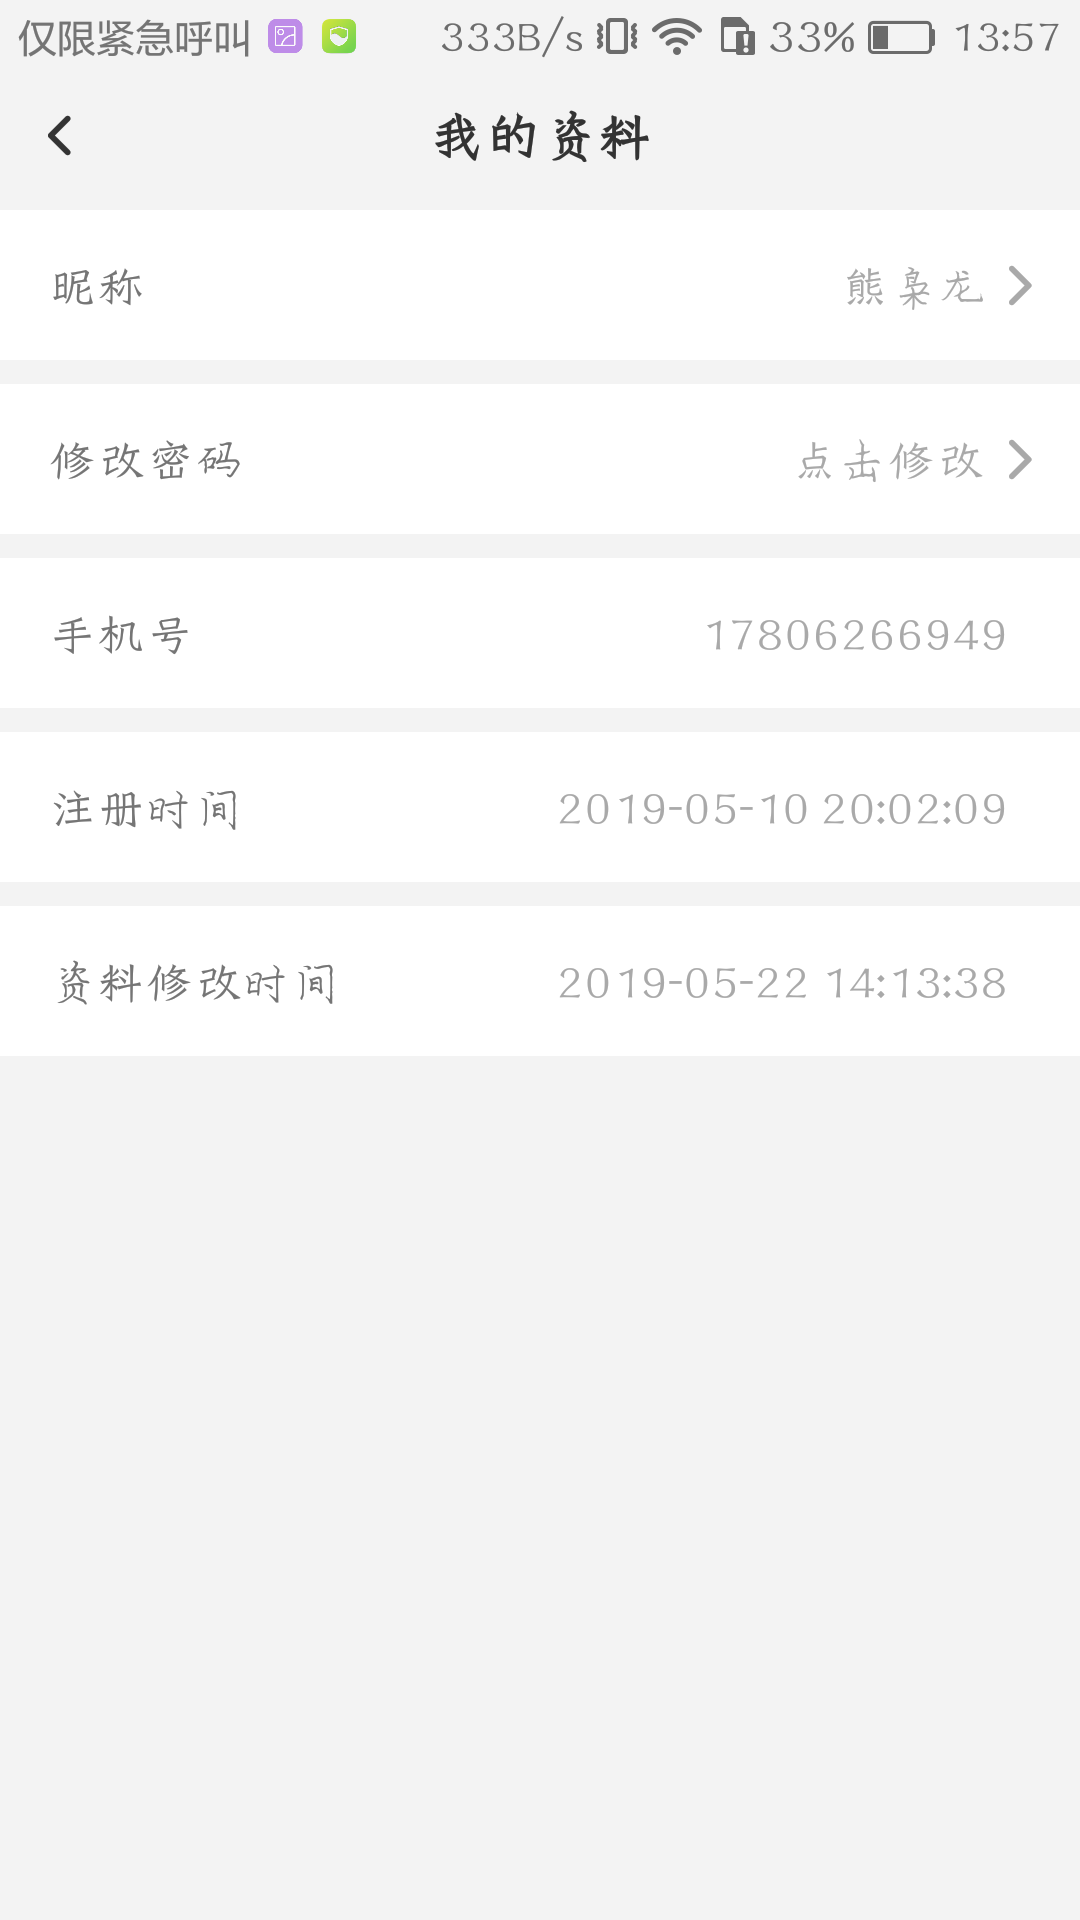 仅限紧急呼叫 333B/s 33% 13:57
我的资料
昵称 熊枭龙
修改密码 点击修改
手机号 17806266949
注册时间 2019-05-10 20:02:09
资料修改时间 2019-05-22 14:13:38